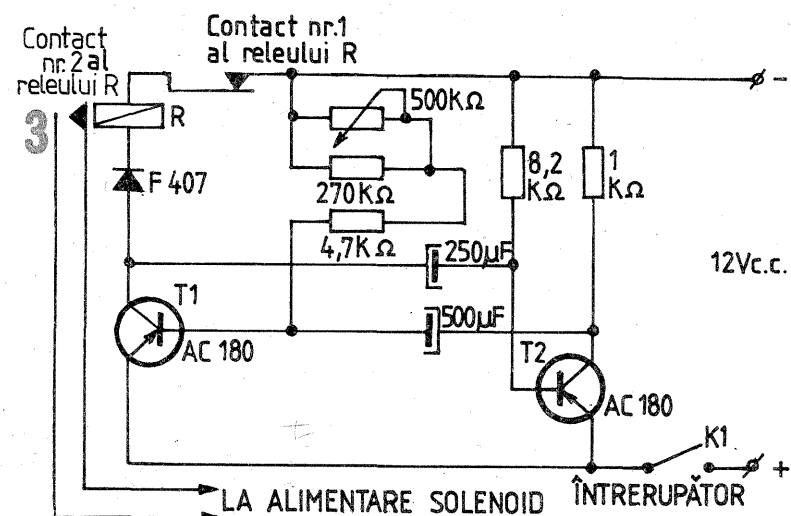 Contact
nr. 2 al
releului R
Contact nr.1
al releului R
3
R
500KΩ
F 407
270KΩ
4,7KΩ
8,2
KΩ
1
KΩ
250µF
12Vc.c.
T1
AC 180
500µF
T2
AC 180
K1
LA ALIMENTARE SOLENOID
ÎNTRERUPĂTOR
-
+